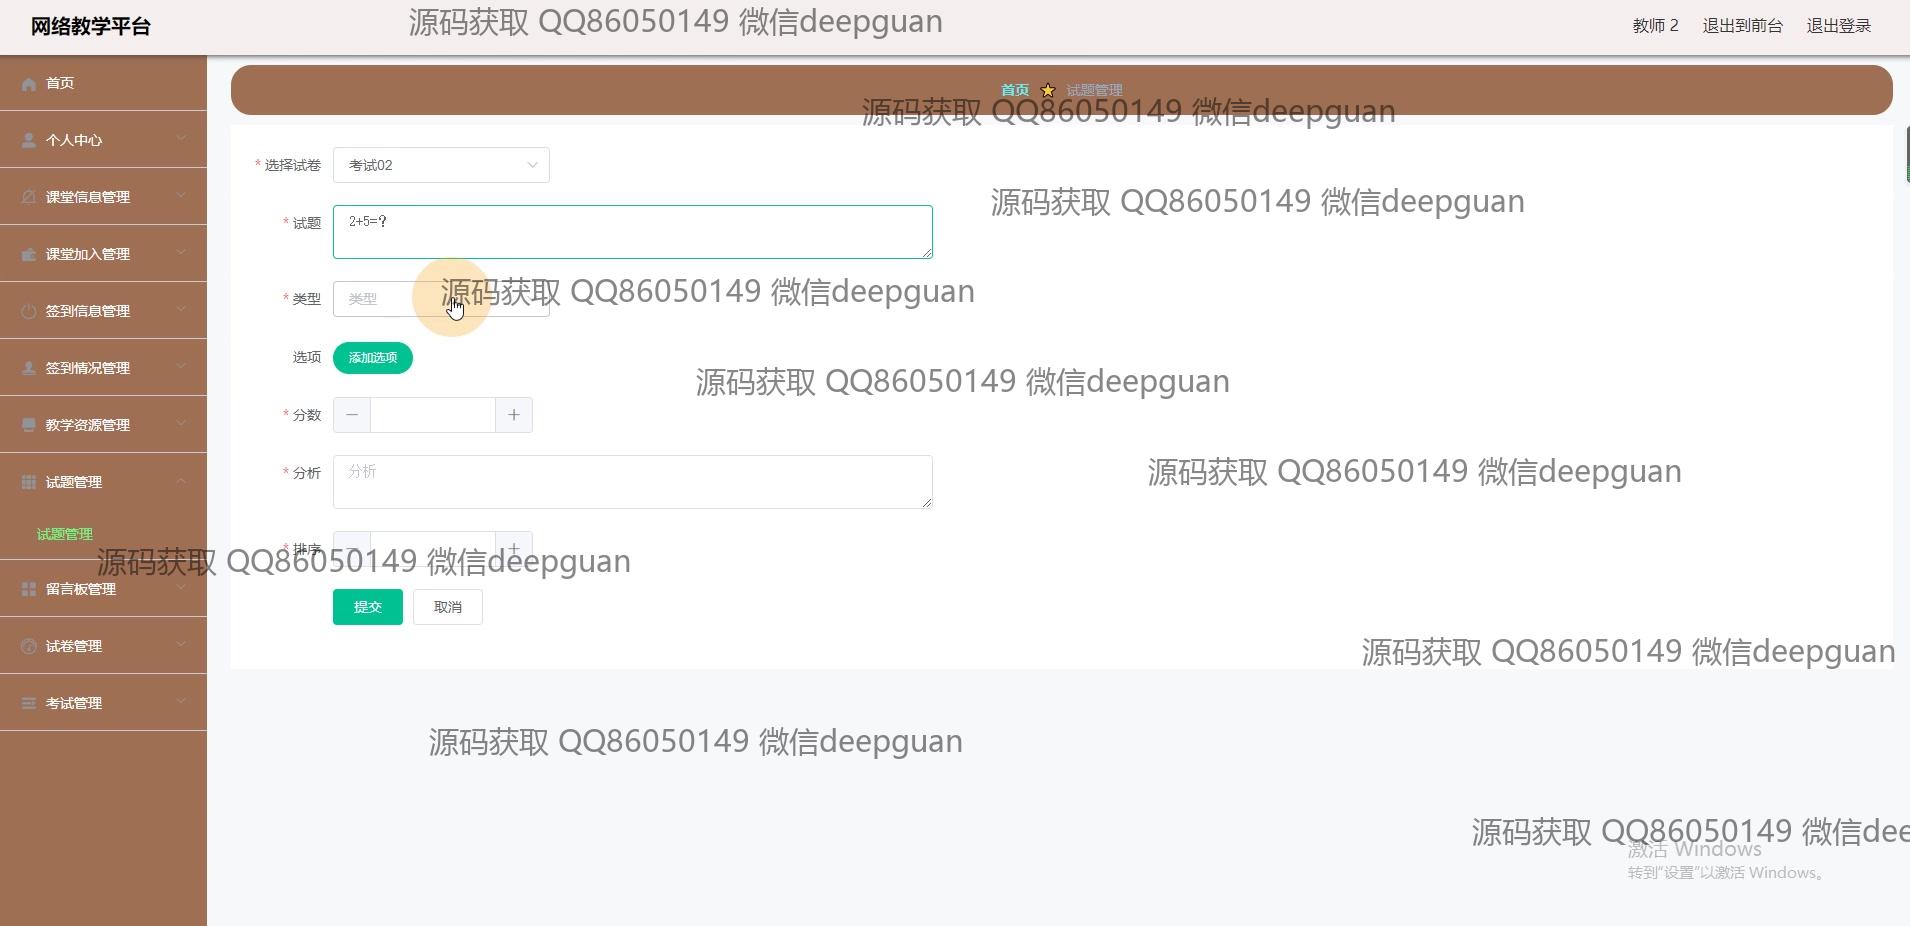 网络教学平台
源码获取 QQ86050149 微信deepguan
教师 2 退出到前台 退出登录
首页
个人中心
课堂信息管理
课堂加入管理
签到信息管理
签到情况管理
教学资源管理
试题管理
试题管理
留言板管理
试卷管理
考试管理
首页 试题管理
源码获取 QQ86050149 微信deepguan
* 选择试卷 考试02
源码获取 QQ86050149 微信deepguan
* 试题 2+5=?
* 类型 类型
源码获取 QQ86050149 微信deepguan
选项 添加选项
源码获取 QQ86050149 微信deepguan
* 分数
* 分析 分析
源码获取 QQ86050149 微信deepguan
* 排序
源码获取 QQ86050149 微信deepguan
提交 取消
源码获取 QQ86050149 微信deepguan
源码获取 QQ86050149 微信deepguan
源码获取 QQ86050149 微信dee
激活 Windows
转到“设置”以激活 Windows。